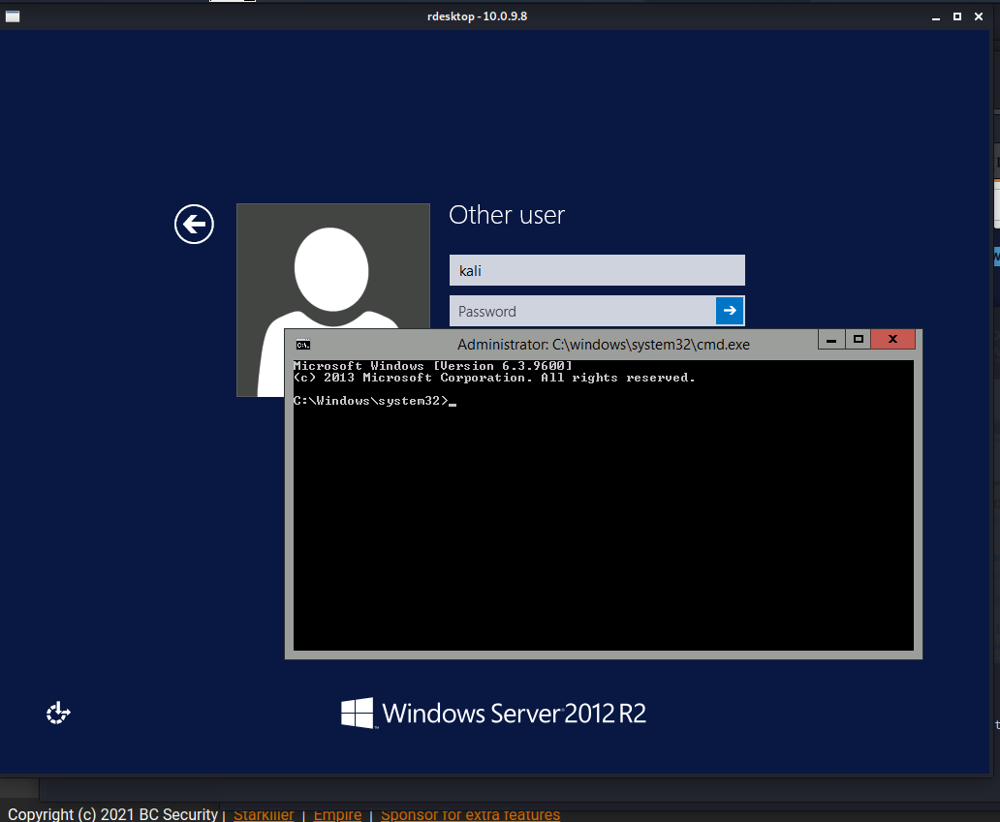 rdesktop - 10.0.9.8
Other user
kali
Password
Administrator: C:\windows\system32\cmd.exe
C:\.
Microsoft Windows [Version 6.3.9600]
(c) 2013 Microsoft Corporation. All rights reserved.
C:\Windows\system32>_
Windows Server 2012 R2
Copyright (c) 2021 BC Security | Starkiller | Empire | Sponsor for extra features